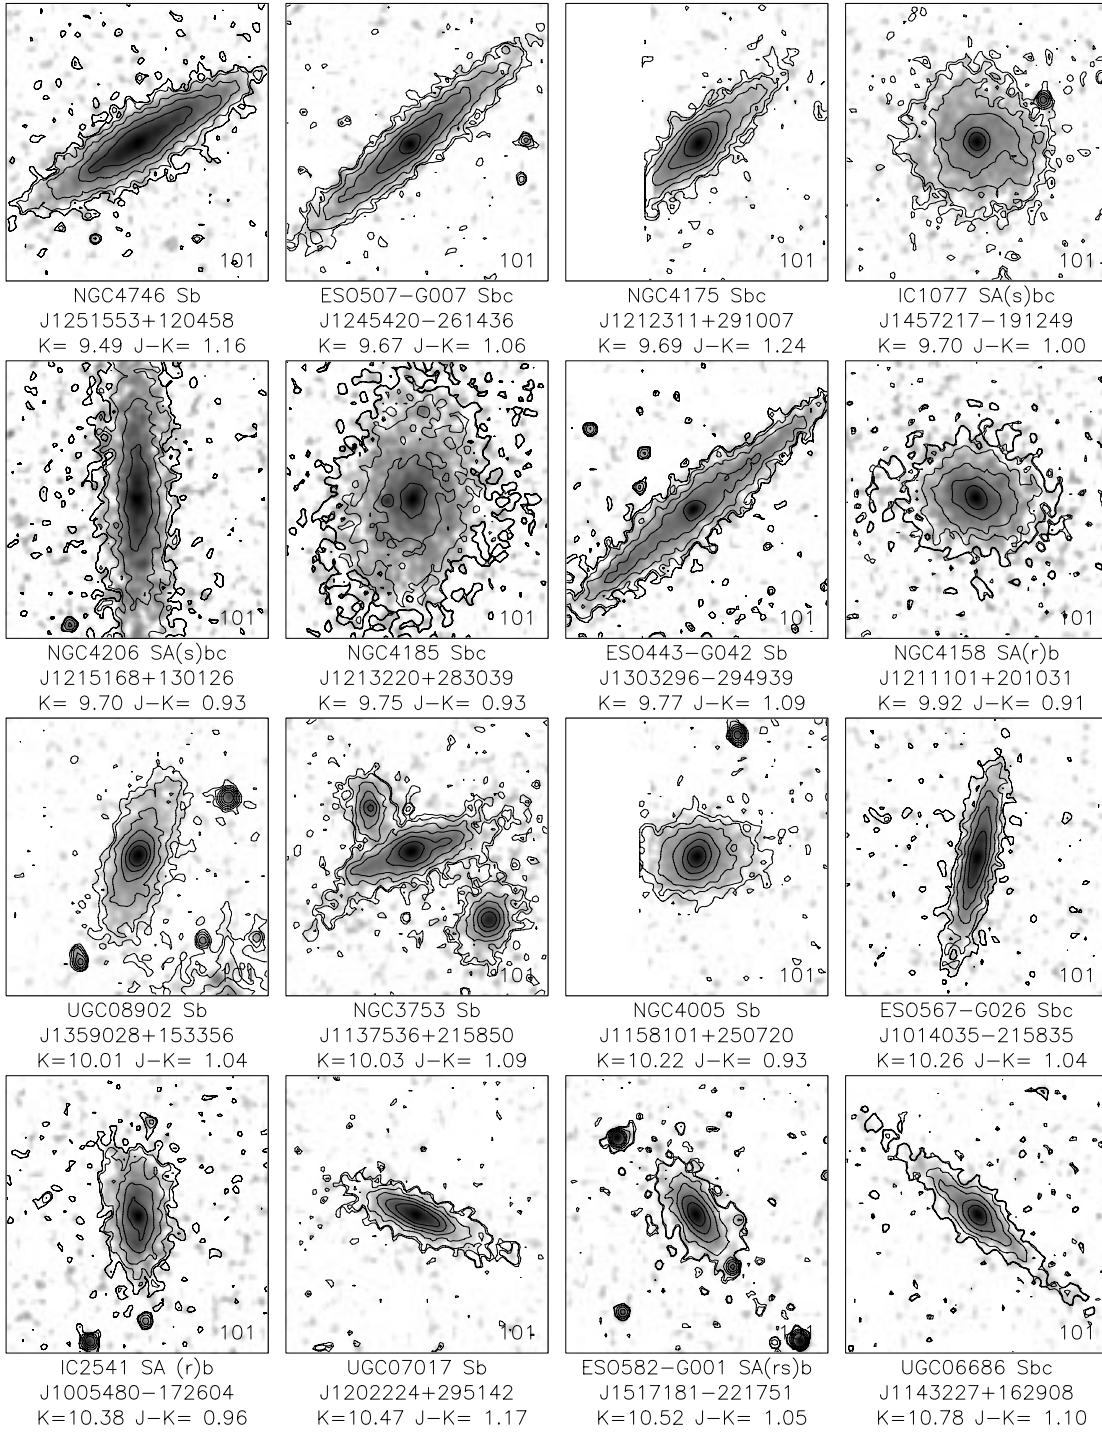 101
NGC4746 Sb
J1251553+120458
K= 9.49 J-K= 1.16
101
ESO507-G007 Sbc
J1245420-261436
K= 9.67 J-K= 1.06
101
NGC4175 Sbc
J1212311+291007
K= 9.69 J-K= 1.24
101
IC1077 SA(s)bc
J1457217-191249
K= 9.70 J-K= 1.00
101
NGC4206 SA(s)bc
J1215168+130126
K= 9.70 J-K= 0.93
101
NGC4185 Sbc
J1213220+283039
K= 9.75 J-K= 0.93
101
ESO443-G042 Sb
J1303296-294939
K= 9.77 J-K= 1.09
101
NGC4158 SA(r)b
J1211101+201031
K= 9.92 J-K= 0.91
101
UGC08902 Sb
J1359028+153356
K=10.01 J-K= 1.04
101
NGC3753 Sb
J1137536+215850
K=10.03 J-K= 1.09
101
NGC4005 Sb
J1158101+250720
K=10.22 J-K= 0.93
101
ESO567-G026 Sbc
J1014035-215835
K=10.26 J-K= 1.04
101
IC2541 SA (r)b
J1005480-172604
K=10.38 J-K= 0.96
101
UGC07017 Sb
J1202224+295142
K=10.47 J-K= 1.17
101
ESO582-G001 SA(rs)b
J1517181-221751
K=10.52 J-K= 1.05
101
UGC06686 Sbc
J1143227+162908
K=10.78 J-K= 1.10